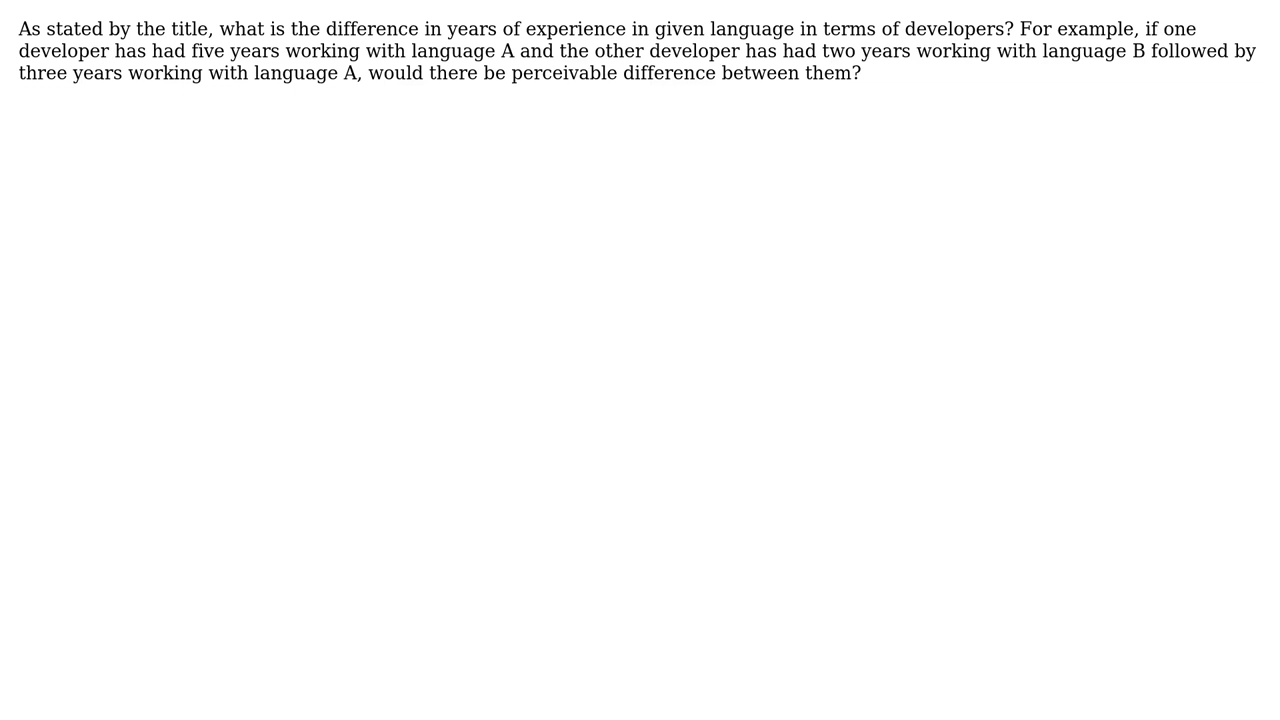 As stated by the title, what is the difference in years of experience in given language in terms of developers? For example, if one
developer has had five years working with language A and the other developer has had two years working with language B followed by
three years working with language A, would there be perceivable difference between them?